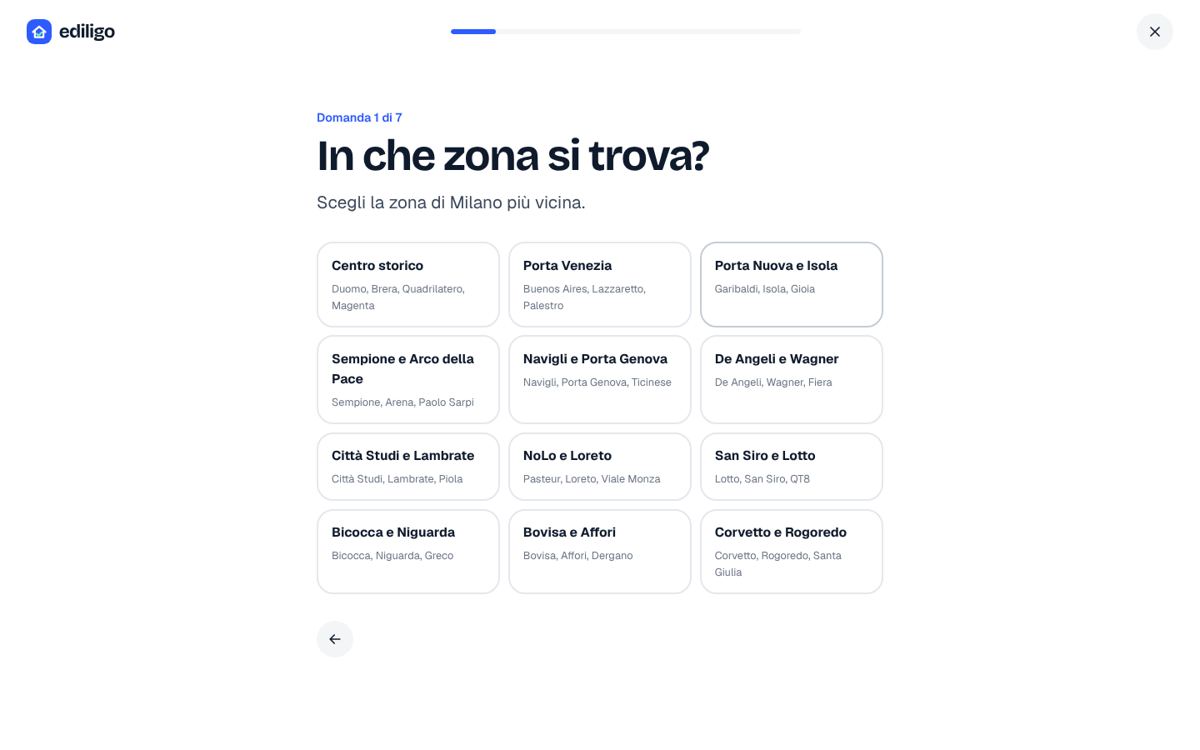 ediligo
Domanda 1 di 7
In che zona si trova?
Scegli la zona di Milano più vicina.
Centro storico
Duomo, Brera, Quadrilatero,
Magenta
Porta Venezia
Buenos Aires, Lazzaretto,
Palestro
Porta Nuova e Isola
Garibaldi, Isola, Gioia
Sempione e Arco della
Pace
Sempione, Arena, Paolo Sarpi
Navigli e Porta Genova
Navigli, Porta Genova, Ticinese
De Angeli e Wagner
De Angeli, Wagner, Fiera
Città Studi e Lambrate
Città Studi, Lambrate, Piola
NoLo e Loreto
Pasteur, Loreto, Viale Monza
San Siro e Lotto
Lotto, San Siro, QT8
Bicocca e Niguarda
Bicocca, Niguarda, Greco
Bovisa e Affori
Bovisa, Affori, Dergano
Corvetto e Rogoredo
Corvetto, Rogoredo, Santa
Giulia